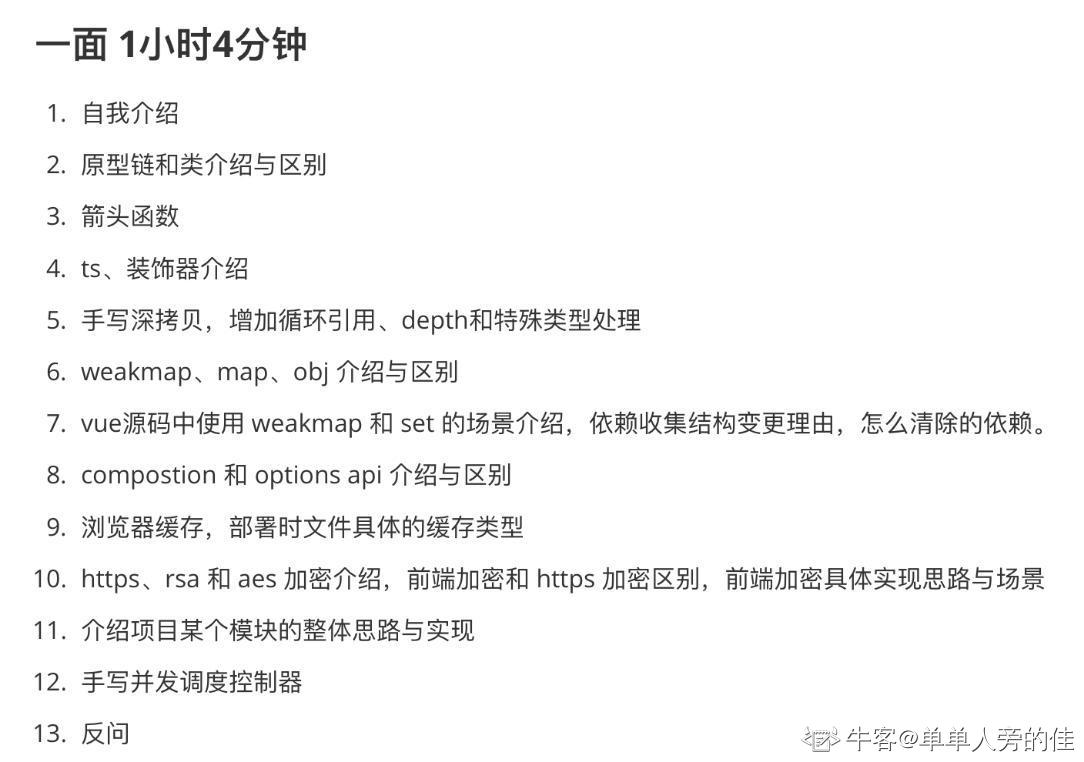 一面 1小时4分钟
1. 自我介绍
2. 原型链和类介绍与区别
3. 箭头函数
4. ts、装饰器介绍
5. 手写深拷贝，增加循环引用、depth和特殊类型处理
6. weakmap、map、obj 介绍与区别
7. vue源码中使用 weakmap 和 set 的场景介绍，依赖收集结构变更理由，怎么清除的依赖。
8. compostion 和 options api 介绍与区别
9. 浏览器缓存，部署时文件具体的缓存类型
10. https、rsa 和 aes 加密介绍，前端加密和 https 加密区别，前端加密具体实现思路与场景
11. 介绍项目某个模块的整体思路与实现
12. 手写并发调度控制器
13. 反问
牛客@单单人旁的佳